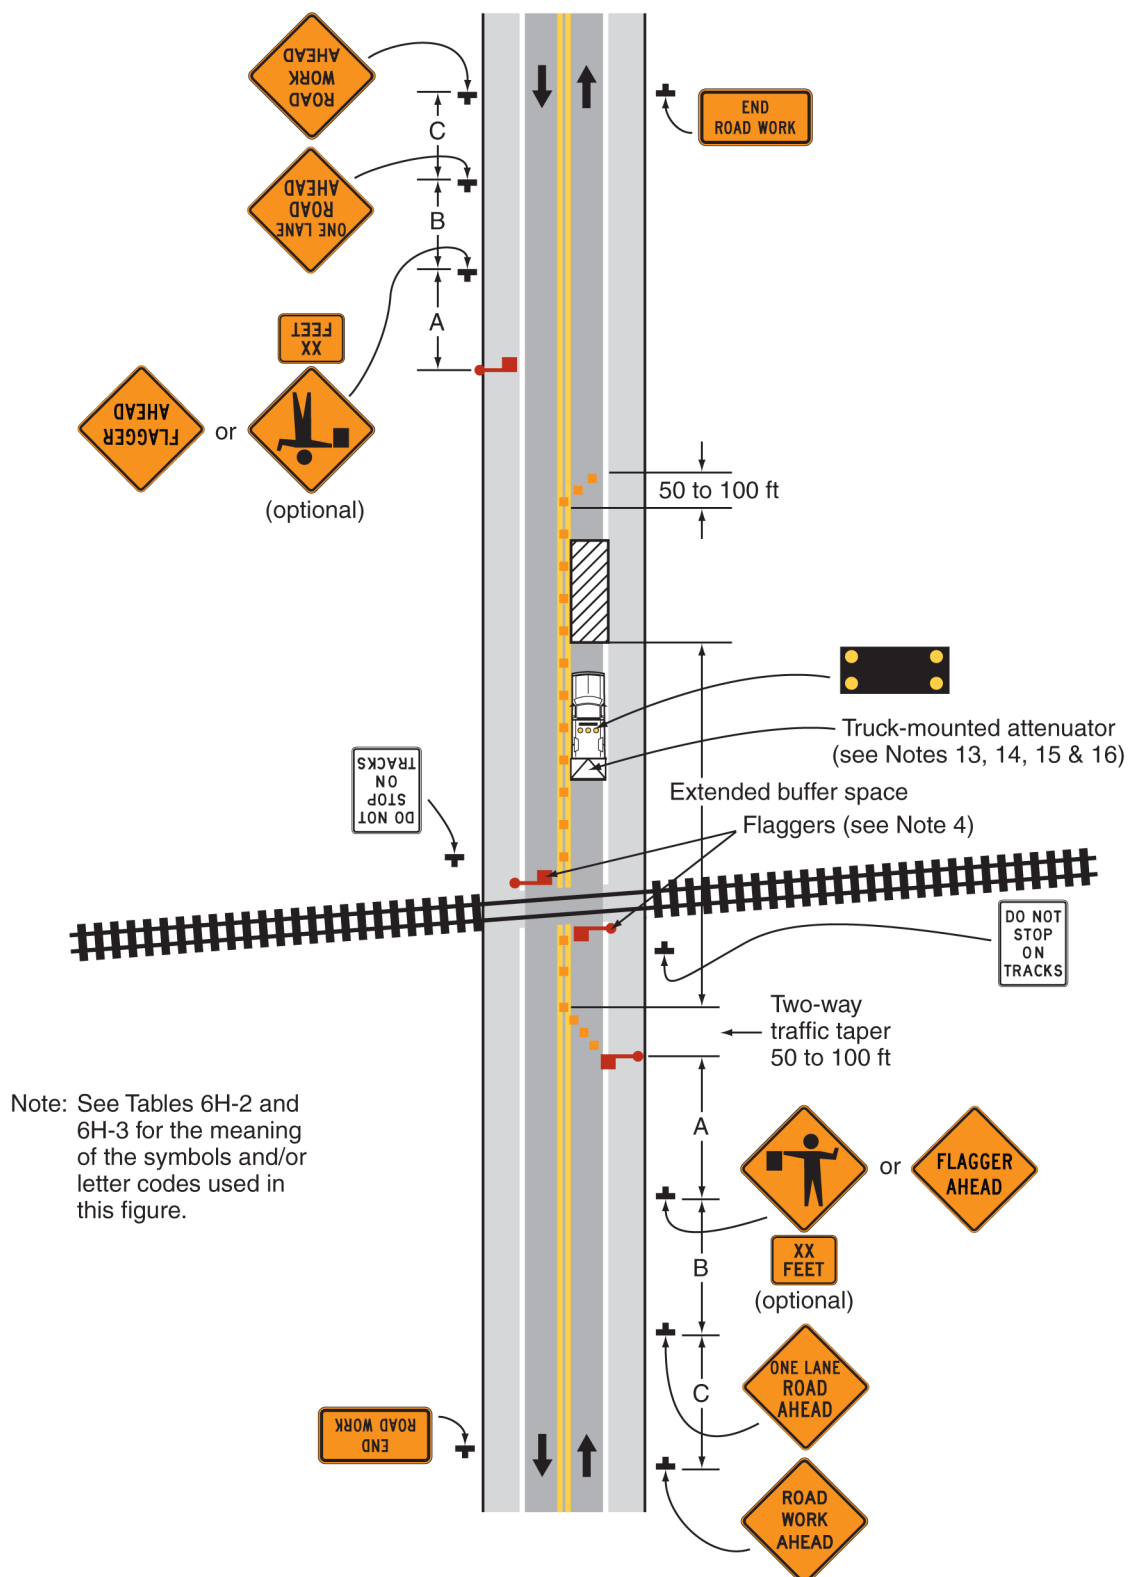 ROAD
WORK
AHEAD
C
END
ROAD WORK
ONE LANE
ROAD
AHEAD
B
A
XX
FEET
FLAGGER
AHEAD
or
(optional)
50 to 100 ft
Truck-mounted attenuator
(see Notes 13, 14, 15 & 16)
DO NOT
STOP
ON
TRACKS
Extended buffer space
Flaggers (see Note 4)
DO NOT
STOP
ON
TRACKS
Two-way
traffic taper
50 to 100 ft
Note: See Tables 6H-2 and
6H-3 for the meaning
of the symbols and/or
letter codes used in
this figure.
A
or
FLAGGER
AHEAD
XX
FEET
(optional)
B
ONE LANE
ROAD
AHEAD
C
END
ROAD WORK
ROAD
WORK
AHEAD